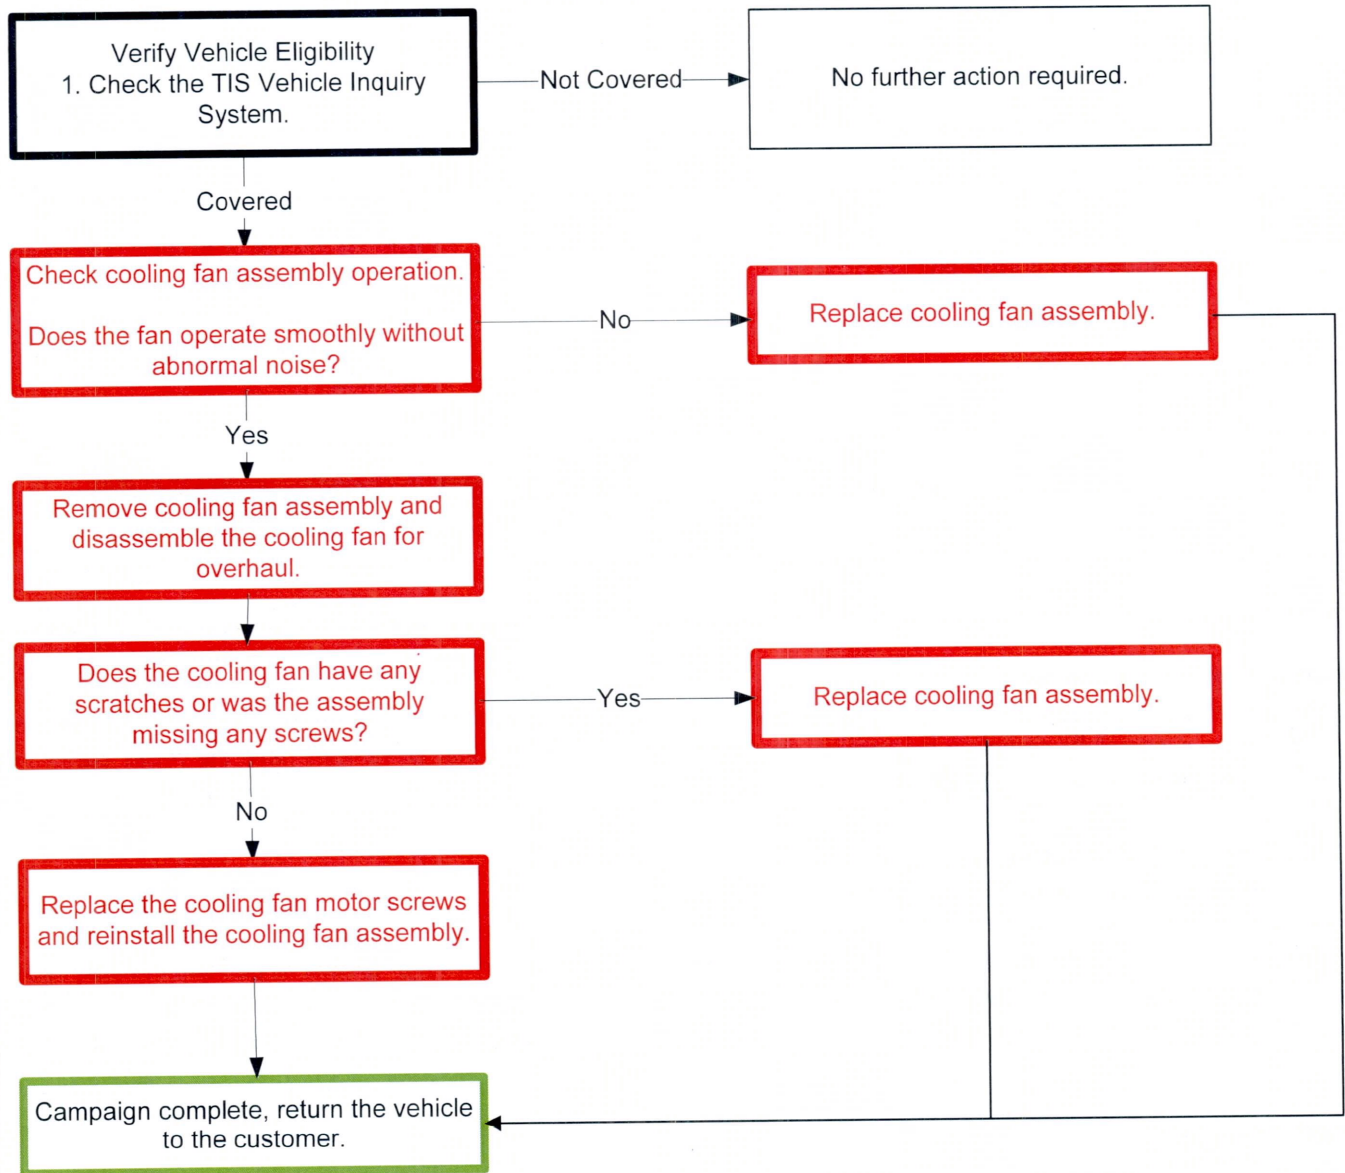 Verify Vehicle Eligibility
1. Check the TIS Vehicle Inquiry
System.
Not Covered
No further action required.
Covered
Check cooling fan assembly operation.
Does the fan operate smoothly without
abnormal noise?
No
Replace cooling fan assembly.
Yes
Remove cooling fan assembly and
disassemble the cooling fan for
overhaul.
Does the cooling fan have any
scratches or was the assembly
missing any screws?
Yes
Replace cooling fan assembly.
No
Replace the cooling fan motor screws
and reinstall the cooling fan assembly.
Campaign complete, return the vehicle
to the customer.